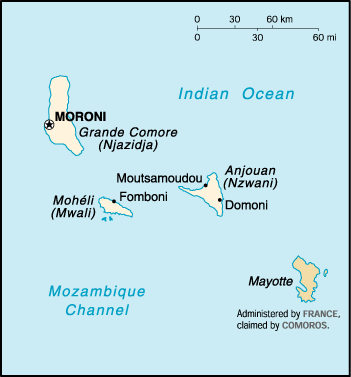 0 30 60 km
0 30 60 mi
Indian Ocean
MORONI
Grande Comore
(Njazidja)
Moutsamoudou
Anjouan
(Nzwani)
Mohéli
(Mwali)
Fomboni
Domoni
Mozambique
Channel
Mayotte
Administered by FRANCE,
claimed by COMOROS.